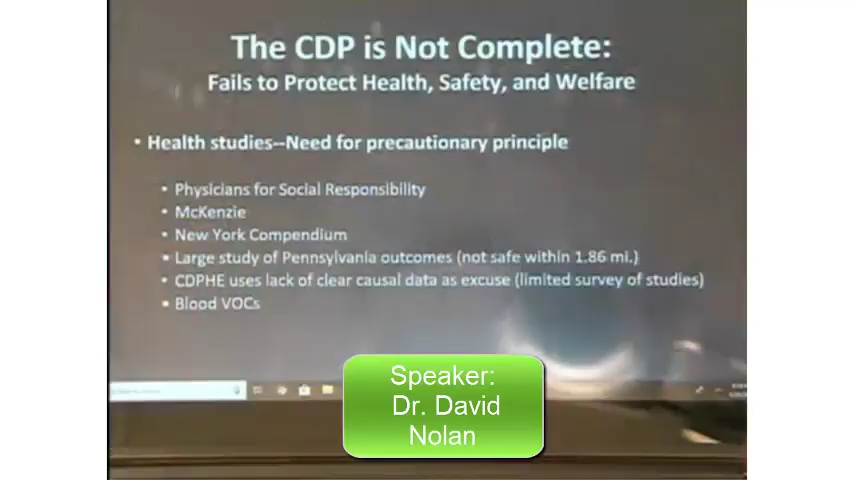 The CDP is Not Complete:
Fails to Protect Health, Safety, and Welfare
• Health studies--Need for precautionary principle
• Physicians for Social Responsibility
• McKenzie
• New York Compendium
• Large study of Pennsylvania outcomes (not safe within 1.86 mi.)
• CDPHE uses lack of clear causal data as excuse (limited survey of studies)
• Blood VOCs
Speaker:
Dr. David
Nolan